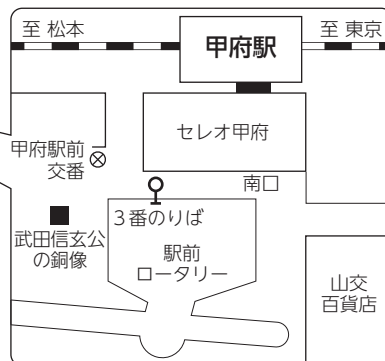 至 松本
甲府駅
至 東京
セレオ甲府
甲府駅前
交番
南口
3番のりば
武田信玄公
の銅像
駅前
ロータリー
山交
百貨店